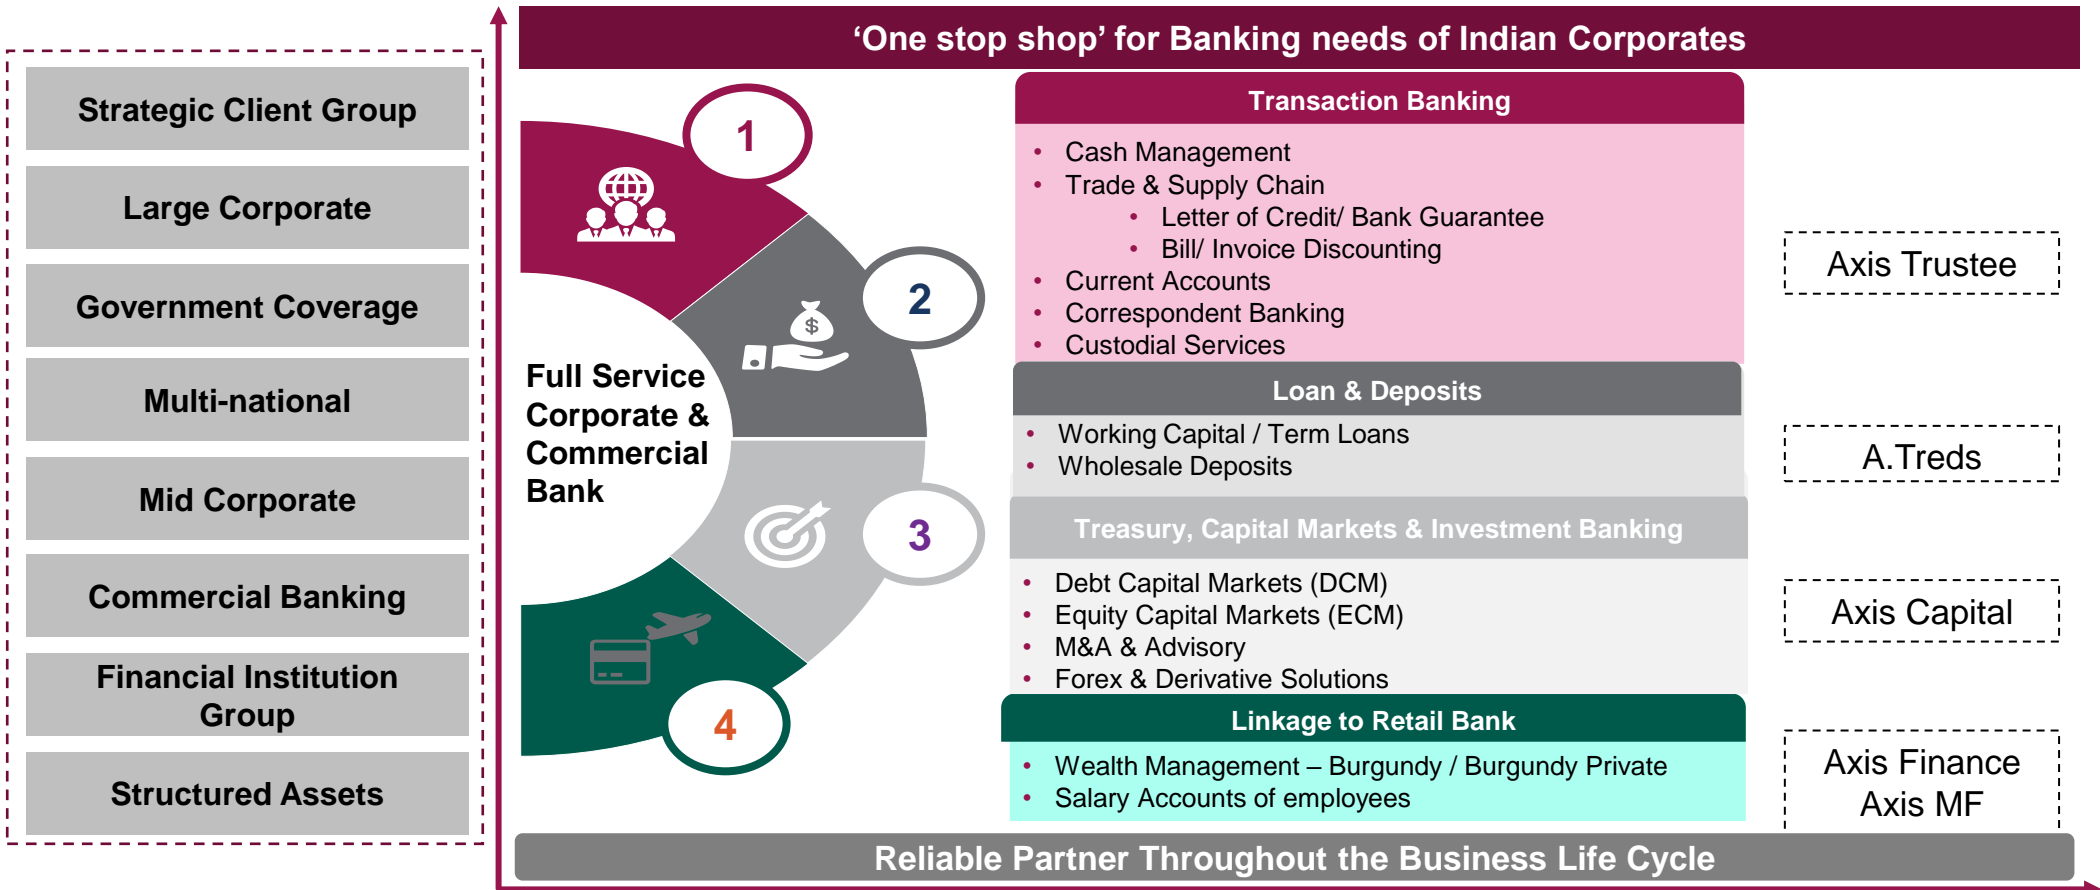 ‘One stop shop’ for Banking needs of Indian Corporates
Strategic Client Group
Large Corporate
Government Coverage
Multi-national
Mid Corporate
Commercial Banking
Financial Institution
Group
Structured Assets
1
2
3
4
$
Full Service
Corporate &
Commercial
Bank
Transaction Banking
• Cash Management
• Trade & Supply Chain
• Letter of Credit/ Bank Guarantee
• Bill/ Invoice Discounting
• Current Accounts
• Correspondent Banking
• Custodial Services
Loan & Deposits
• Working Capital / Term Loans
• Wholesale Deposits
Treasury, Capital Markets & Investment Banking
• Debt Capital Markets (DCM)
• Equity Capital Markets (ECM)
• M&A & Advisory
• Forex & Derivative Solutions
Linkage to Retail Bank
• Wealth Management – Burgundy / Burgundy Private
• Salary Accounts of employees
Axis Trustee
A.Treds
Axis Capital
Axis Finance
Axis MF
Reliable Partner Throughout the Business Life Cycle